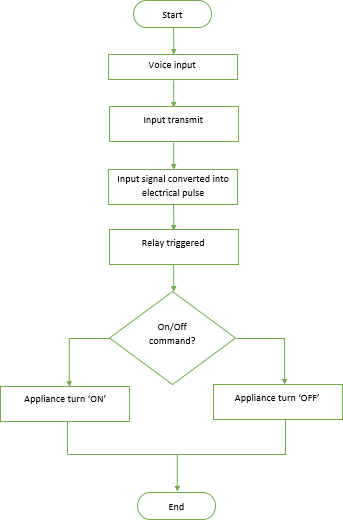 Start
Voice input
Input transmit
Input signal converted into
electrical pulse
Relay triggered
On/Off
command?
Appliance turn ‘ON’
Appliance turn ‘OFF’
End